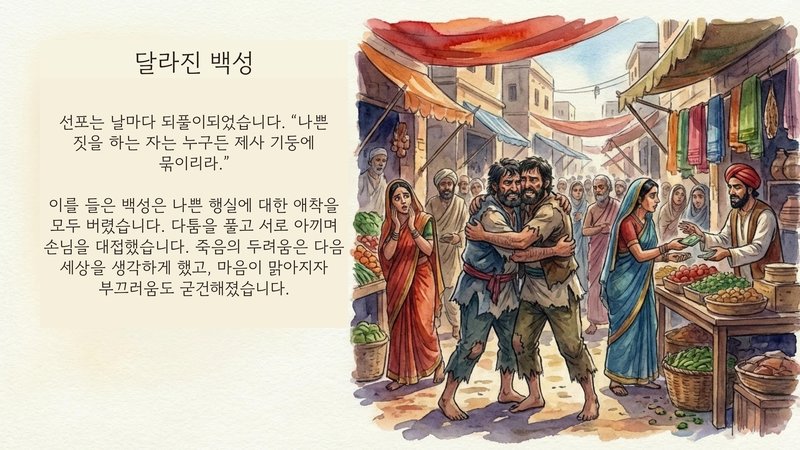 달라진 백성
선포는 날마다 되풀이되었습니다. “나쁜
짓을 하는 자는 누구든 제사 기둥에
묶이리라.”
이를 들은 백성은 나쁜 행실에 대한 애착을
모두 버렸습니다. 다툼을 풀고 서로 아끼며
손님을 대접했습니다. 죽음의 두려움은 다음
세상을 생각하게 했고, 마음이 맑아지자
부끄러움도 굳건해졌습니다.